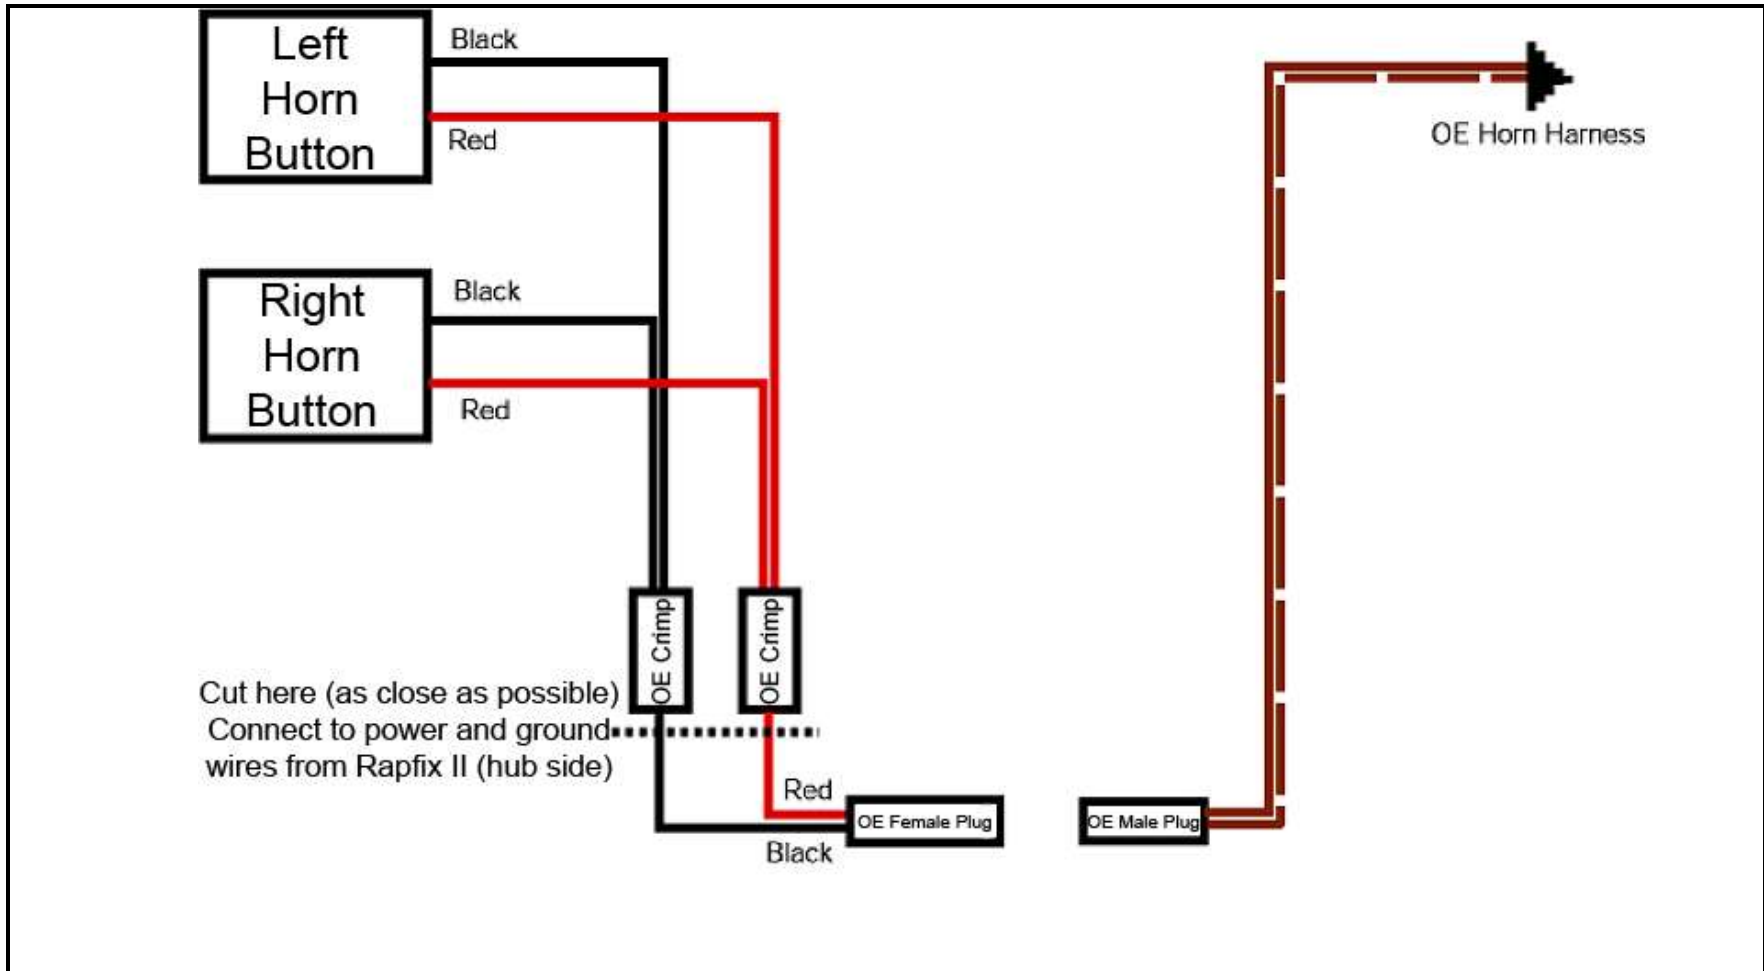 Left
Horn
Button
Black
Red
OE Horn Harness
Right
Horn
Button
Black
Red
OE Crimp
OE Crimp
Cut here (as close as possible)
Connect to power and ground
wires from Rapfix II (hub side)
Red
OE Female Plug
OE Male Plug
Black